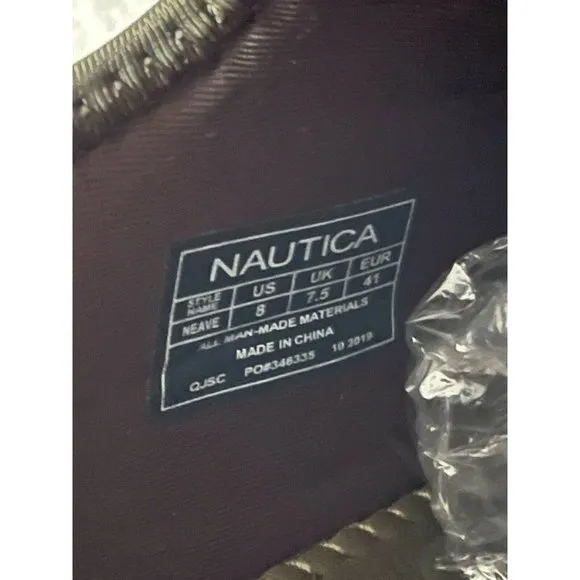 NAUTICA
STYLE NAME US UK EUR
NEAVE 8 7.5 41
ALL MAN-MADE MATERIALS
MADE IN CHINA
QJSC PO#346335 10 2019